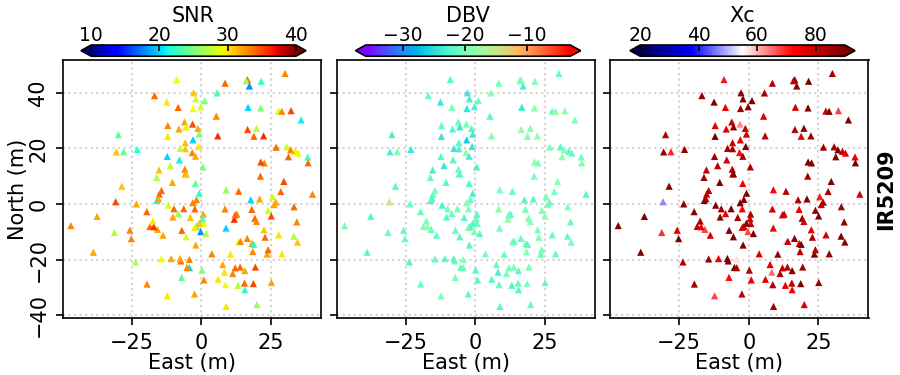 SNR DBV Xc
10 20 30 40 −30 −20 −10 20 40 60 80
North (m)
40
20
0
−20
−40
−25 0 25 −25 0 25 −25 0 25
East (m) East (m) East (m)
IR5209